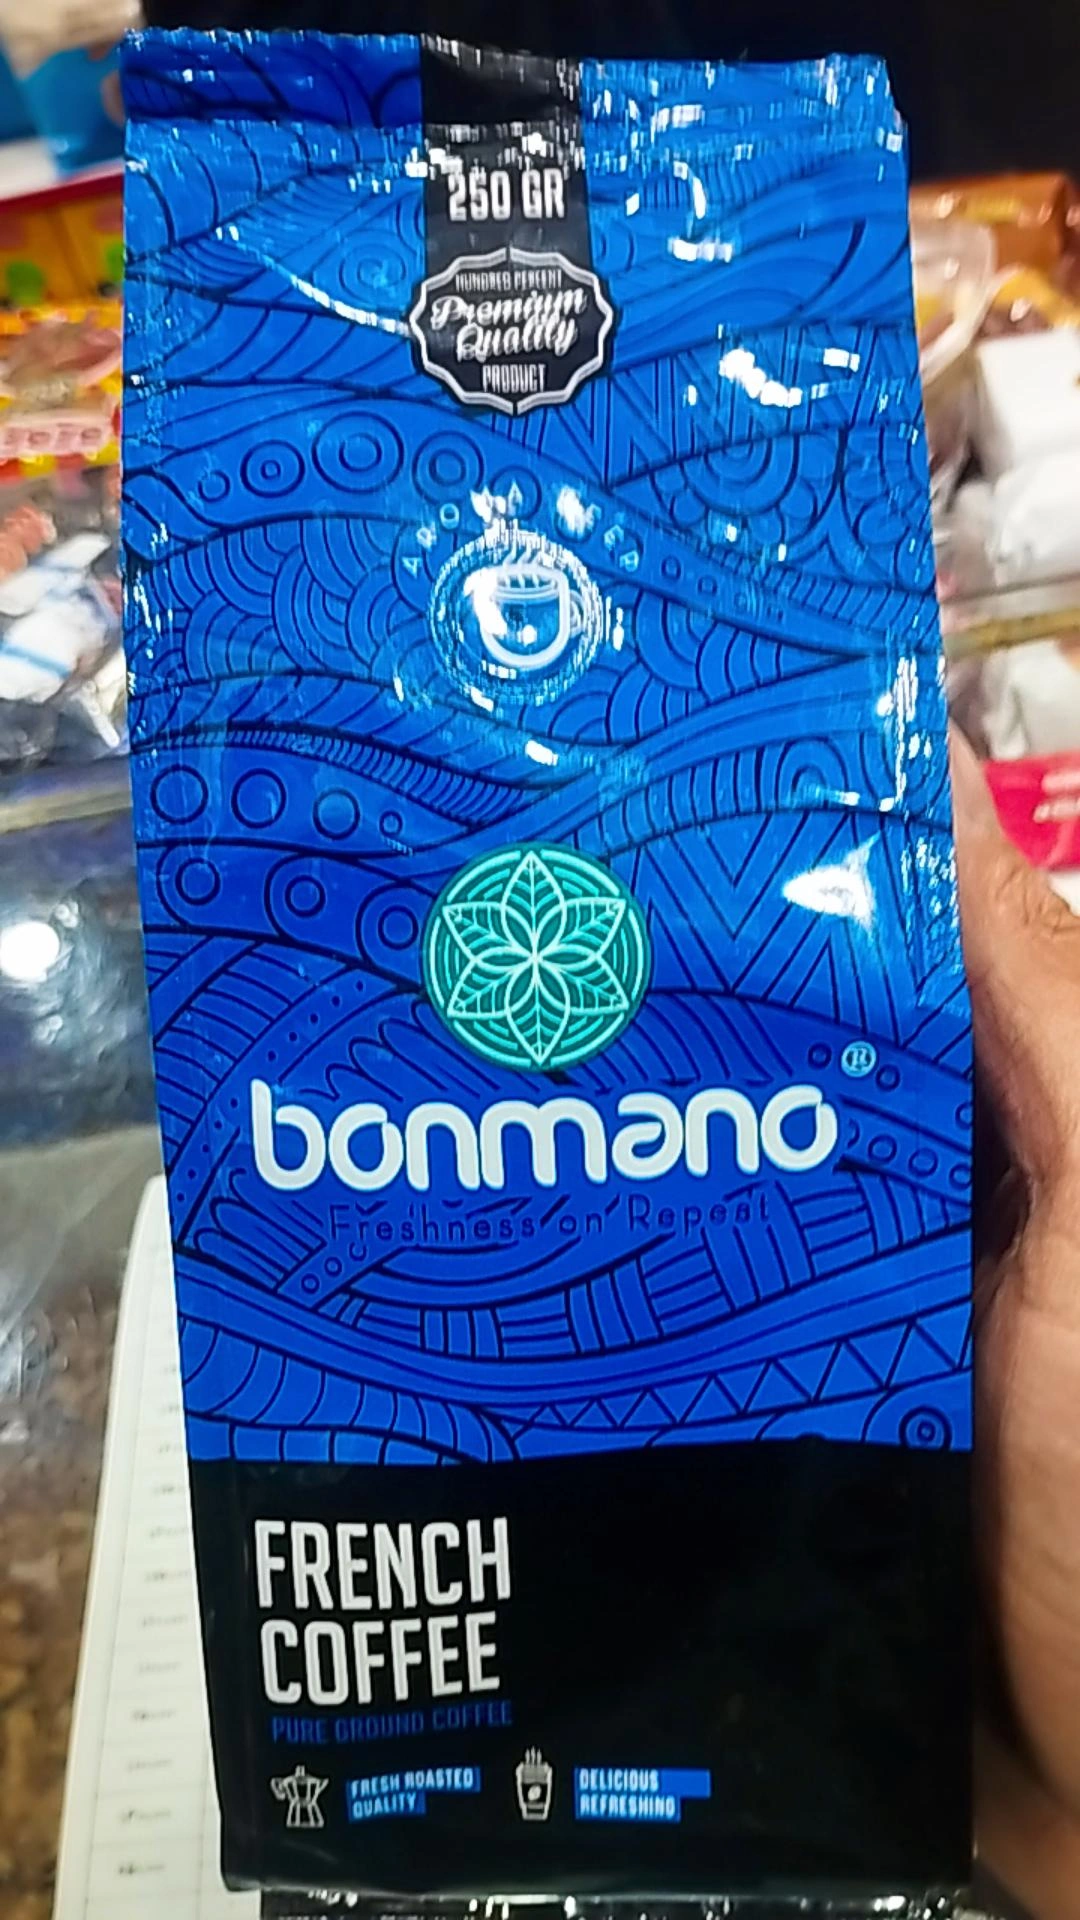 250 GR
HUNDRED PERCENT
Premium
Quality
PRODUCT
bonmano
Freshness on Repeat
FRENCH
COFFEE
PURE GROUND COFFEE
FRESH ROASTED
QUALITY
DELICIOUS
REFRESHING